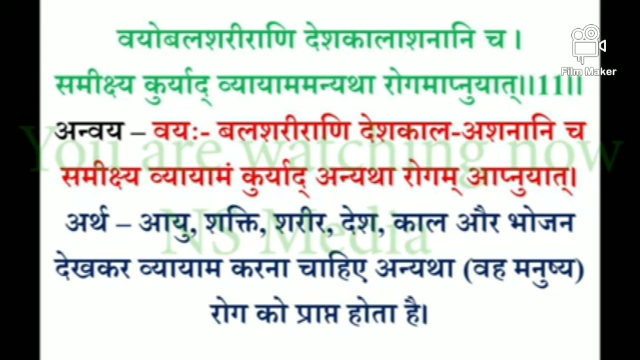 वयोबलशरीराणि देशकालाशनानि च ।
समीक्ष्य कुर्याद् व्यायाममन्यथा रोगमाप्नुयात्।।11।।
Film Maker
अन्वय – वयः- बलशरीराणि देशकाल-अशनानि च
You are watching now
समीक्ष्य व्यायामं कुर्याद् अन्यथा रोगम् आप्नुयात्।
अर्थ – आयु, शक्ति, शरीर, देश, काल और भोजन
NS Media
देखकर व्यायाम करना चाहिए अन्यथा (वह मनुष्य)
रोग को प्राप्त होता है।